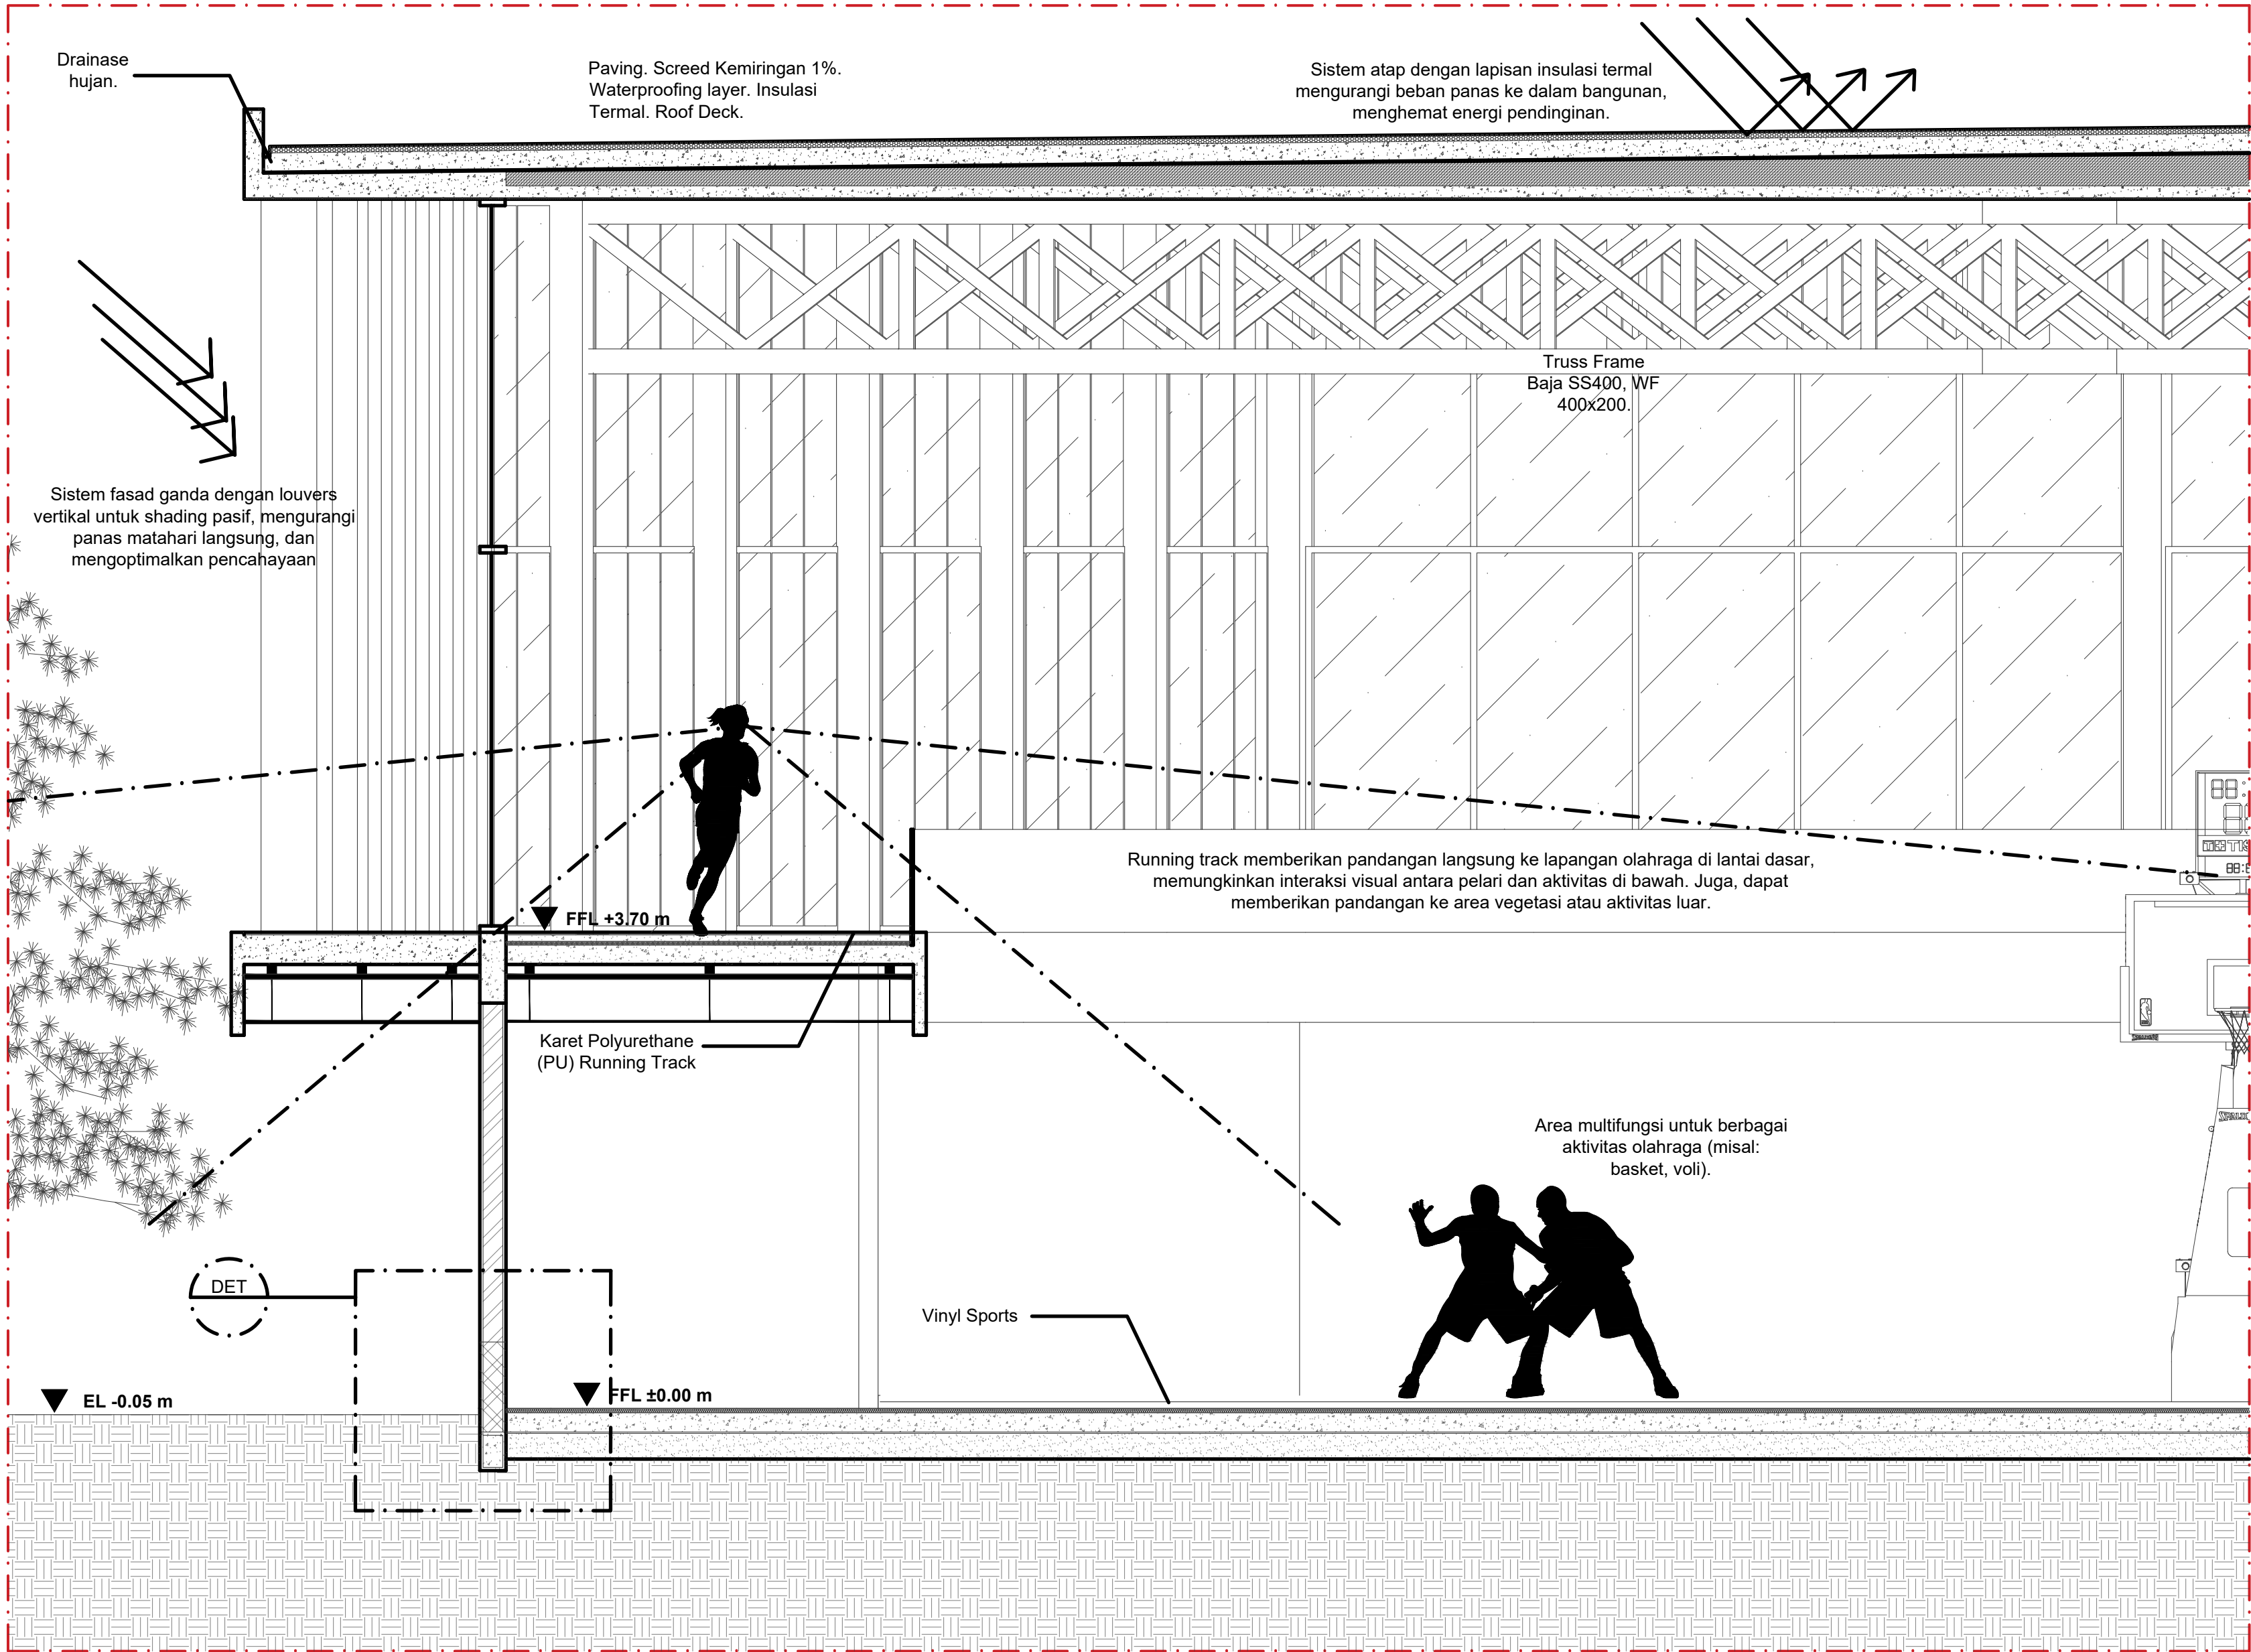 Drainase
hujan.
Paving. Screed Kemiringan 1%.
Waterproofing layer. Insulasi
Termal. Roof Deck.
Sistem atap dengan lapisan insulasi termal
mengurangi beban panas ke dalam bangunan,
menghemat energi pendinginan.
Truss Frame
Baja SS400, WF
400x200.
Sistem fasad ganda dengan louvers
vertikal untuk shading pasif, mengurangi
panas matahari langsung, dan
mengoptimalkan pencahayaan
Running track memberikan pandangan langsung ke lapangan olahraga di lantai dasar,
memungkinkan interaksi visual antara pelari dan aktivitas di bawah. Juga, dapat
memberikan pandangan ke area vegetasi atau aktivitas luar.
FFL +3.70 m
Karet Polyurethane
(PU) Running Track
Area multifungsi untuk berbagai
aktivitas olahraga (misal:
basket, voli).
DET
Vinyl Sports
EL -0.05 m
FFL ±0.00 m